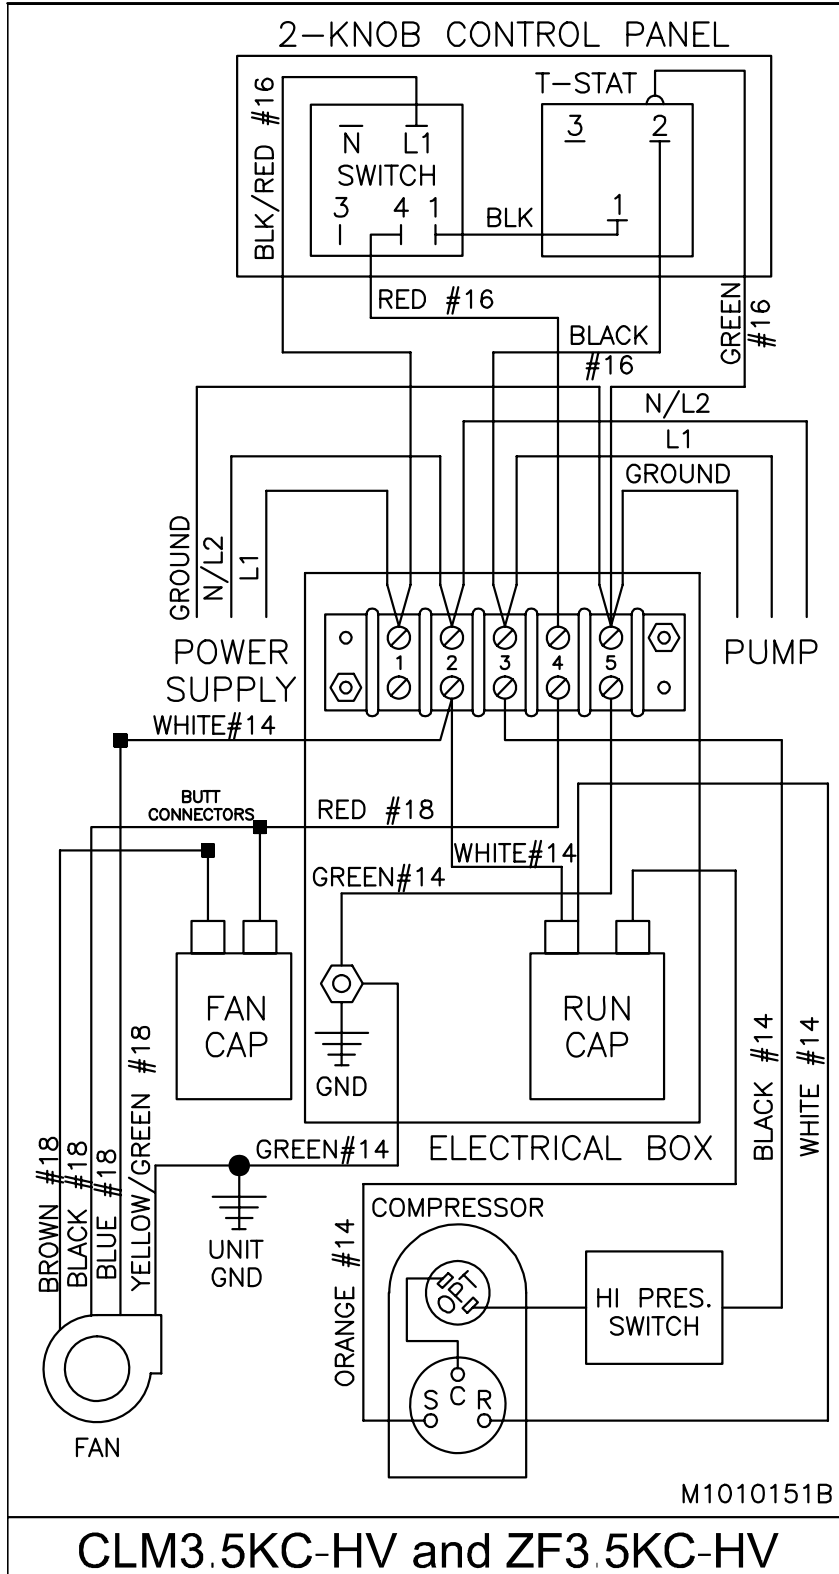 2-KNOB CONTROL PANEL
T-STAT
BLK/RED #16
N L1
SWITCH
3 4 1
3 2
1
BLK
RED #16
BLACK
#16
GREEN
#16
N/L2
L1
GROUND
GROUND
N/L2
L1
POWER
SUPPLY
PUMP
1 2 3 4 5
WHITE#14
BUTT
CONNECTORS
RED #18
WHITE#14
GREEN#14
FAN
CAP
RUN
CAP
GND
BLACK #14
WHITE #14
BROWN #18
BLACK #18
BLUE #18
YELLOW/GREEN #18
GREEN#14
ELECTRICAL BOX
UNIT
GND
COMPRESSOR
ORANGE #14
OPT
HI PRES.
SWITCH
S C R
FAN
M1010151B
CLM3.5KC-HV and ZF3.5KC-HV